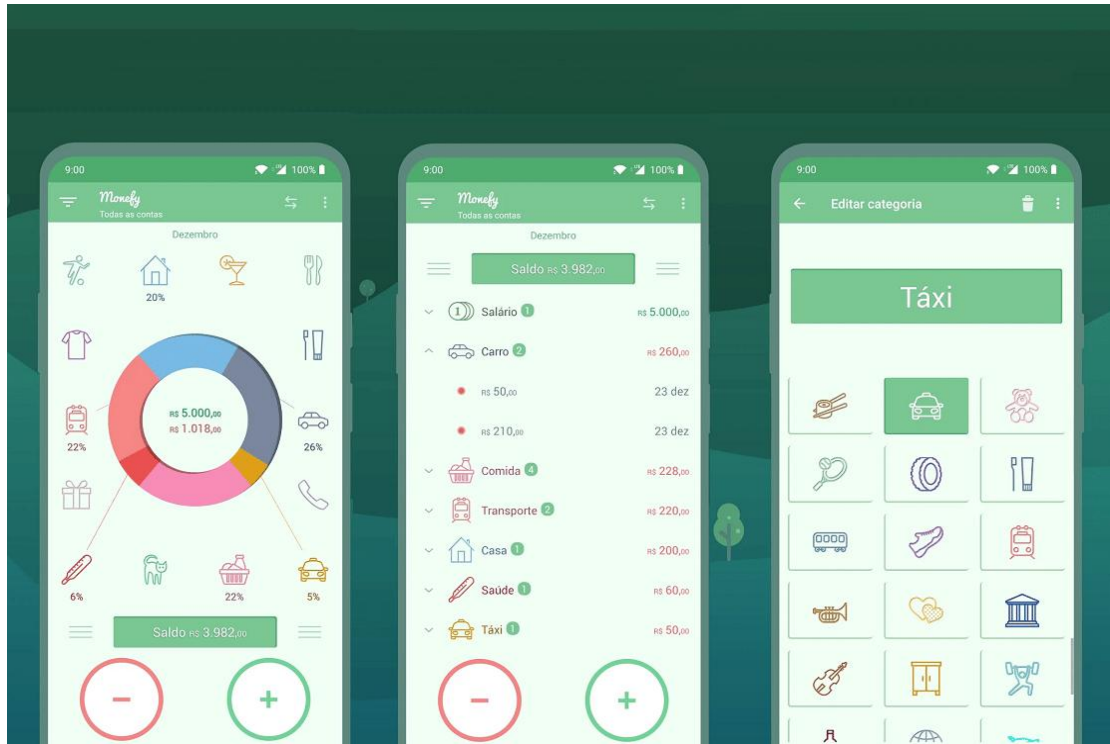 9:00
100%
Monefy
Todas as contas
Dezembro
20%
R$ 5.000,00
R$ 1.018,00
22%
26%
6%
22%
5%
Saldo R$ 3.982,00
−
+
9:00
100%
Monefy
Todas as contas
Dezembro
Saldo R$ 3.982,00
1 Salário 1 R$ 5.000,00
Carro 2 R$ 260,00
R$ 50,00 23 dez
R$ 210,00 23 dez
Comida 4 R$ 228,00
Transporte 2 R$ 220,00
Casa 1 R$ 200,00
Saúde 1 R$ 60,00
Táxi 1 R$ 50,00
−
+
9:00
100%
Editar categoria
Táxi